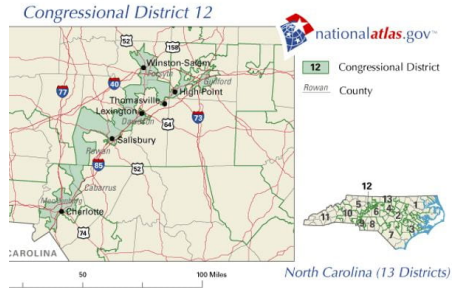 Congressional District 12
nationalatlas.gov™
12 Congressional District
Rowan County
52
158
Winston-Salem
Forsyth
40
77
Guilford
High Point
Thomasville
Lexington
Davidson
64
73
Salisbury
Rowan
85
52
Cabarrus
Mecklenburg
Charlotte
74
CAROLINA
50 100 Miles
12
13
5
4
1
6
2
11
10
9
8
3
7
North Carolina (13 Districts)